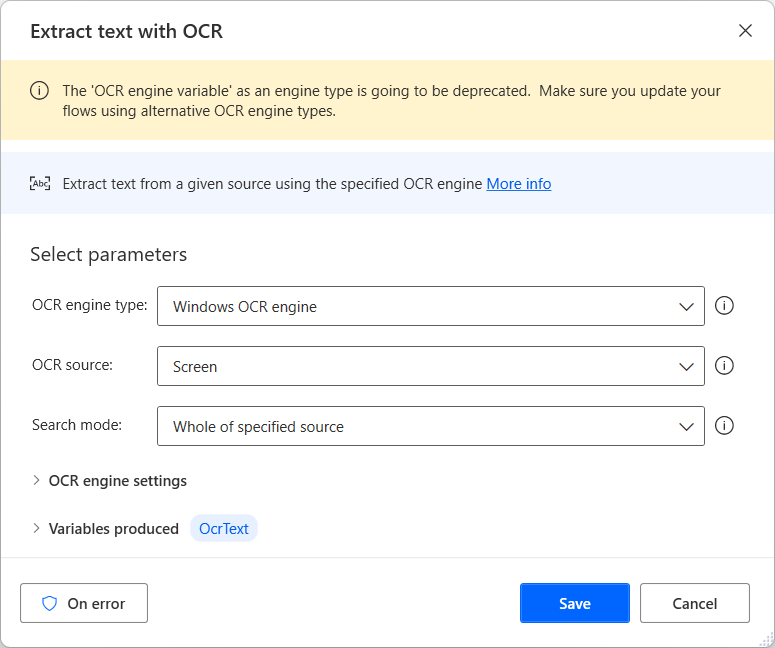 Extract text with OCR
The 'OCR engine variable' as an engine type is going to be deprecated.  Make sure you update your
flows using alternative OCR engine types.
Abc Extract text from a given source using the specified OCR engine More info
Select parameters
OCR engine type: Windows OCR engine
OCR source: Screen
Search mode: Whole of specified source
OCR engine settings
Variables produced OcrText
On error Save Cancel